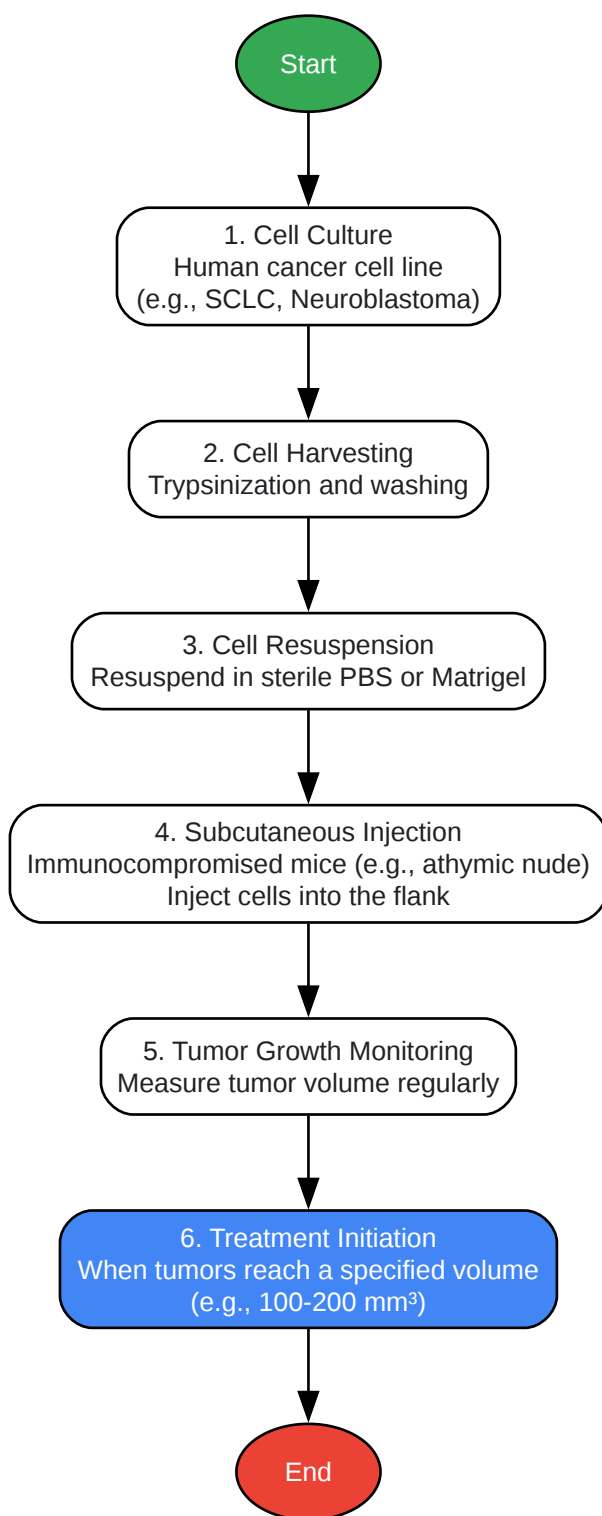 Start
1. Cell Culture
Human cancer cell line
(e.g., SCLC, Neuroblastoma)
2. Cell Harvesting
Trypsinization and washing
3. Cell Resuspension
Resuspend in sterile PBS or Matrigel
4. Subcutaneous Injection
Immunocompromised mice (e.g., athymic nude)
Inject cells into the flank
5. Tumor Growth Monitoring
Measure tumor volume regularly
6. Treatment Initiation
When tumors reach a specified volume
(e.g., 100-200 mm³)
End